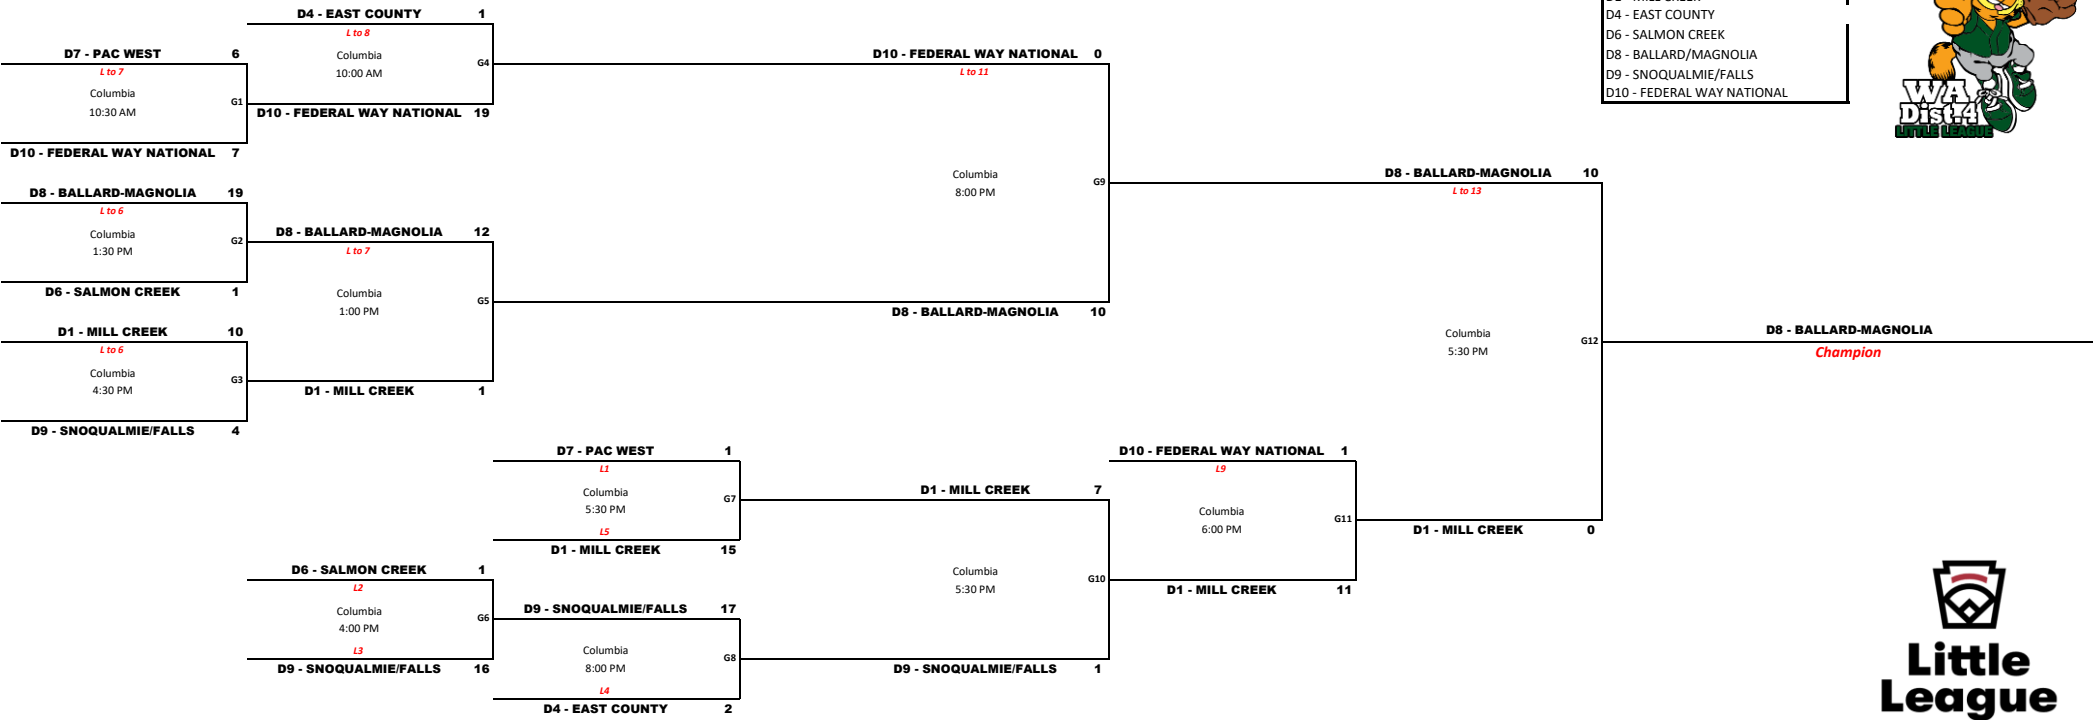 D4 - EAST COUNTY 1
L to 8
Columbia
10:00 AM
G4
D10 - FEDERAL WAY NATIONAL 19
D7 - PAC WEST 6
L to 7
Columbia
10:30 AM
G1
D10 - FEDERAL WAY NATIONAL 7
D8 - BALLARD-MAGNOLIA 19
L to 6
Columbia
1:30 PM
G2
D6 - SALMON CREEK 1
D8 - BALLARD-MAGNOLIA 12
L to 7
Columbia
1:00 PM
G5
D1 - MILL CREEK 1
D1 - MILL CREEK 10
L to 6
Columbia
4:30 PM
G3
D9 - SNOQUALMIE/FALLS 4
D10 - FEDERAL WAY NATIONAL 0
L to 11
Columbia
8:00 PM
G9
D8 - BALLARD-MAGNOLIA 10
D8 - BALLARD-MAGNOLIA 10
L to 13
Columbia
5:30 PM
G12
D1 - MILL CREEK 0
D8 - BALLARD-MAGNOLIA
Champion
D7 - PAC WEST 1
L1
Columbia
5:30 PM
G7
L5
D1 - MILL CREEK 15
D6 - SALMON CREEK 1
L2
Columbia
4:00 PM
G6
L3
D9 - SNOQUALMIE/FALLS 16
D9 - SNOQUALMIE/FALLS 17
Columbia
8:00 PM
G8
L4
D4 - EAST COUNTY 2
D1 - MILL CREEK 7
Columbia
5:30 PM
G10
D9 - SNOQUALMIE/FALLS 1
D10 - FEDERAL WAY NATIONAL 1
L9
Columbia
6:00 PM
G11
D1 - MILL CREEK 11
D4 - EAST COUNTY
D6 - SALMON CREEK
D8 - BALLARD/MAGNOLIA
D9 - SNOQUALMIE/FALLS
D10 - FEDERAL WAY NATIONAL
WA
Dist.4
LITTLE LEAGUE
Little
League